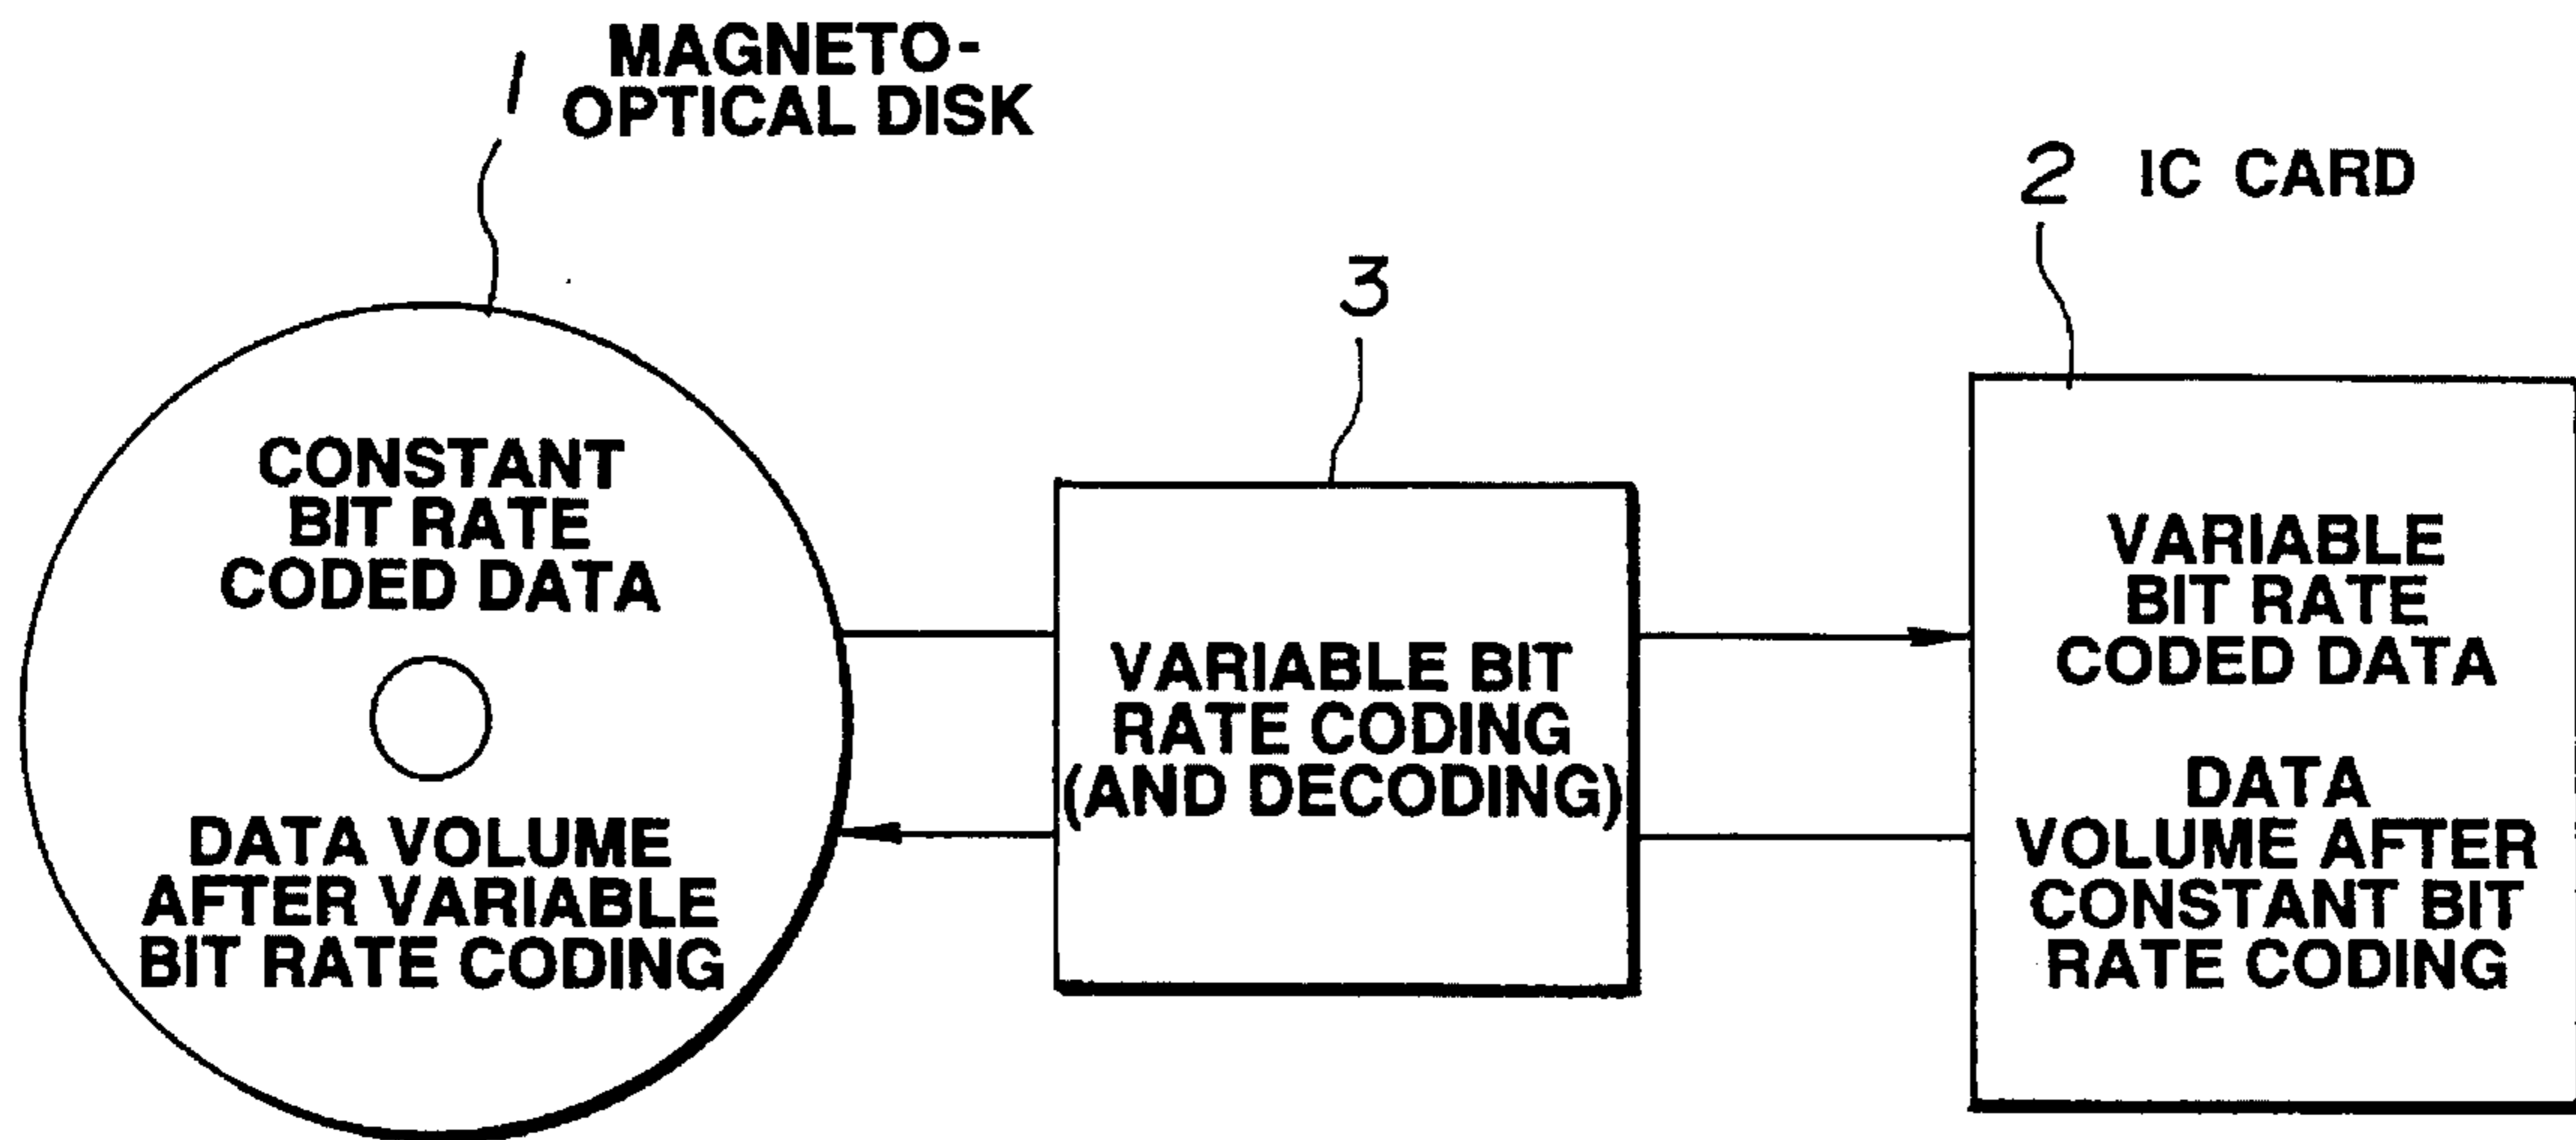 1 MAGNETO-
OPTICAL DISK
2 IC CARD
3
CONSTANT
BIT RATE
CODED DATA
DATA VOLUME
AFTER VARIABLE
BIT RATE CODING
VARIABLE BIT
RATE CODING
(AND DECODING)
VARIABLE
BIT RATE
CODED DATA
DATA
VOLUME AFTER
CONSTANT BIT
RATE CODING